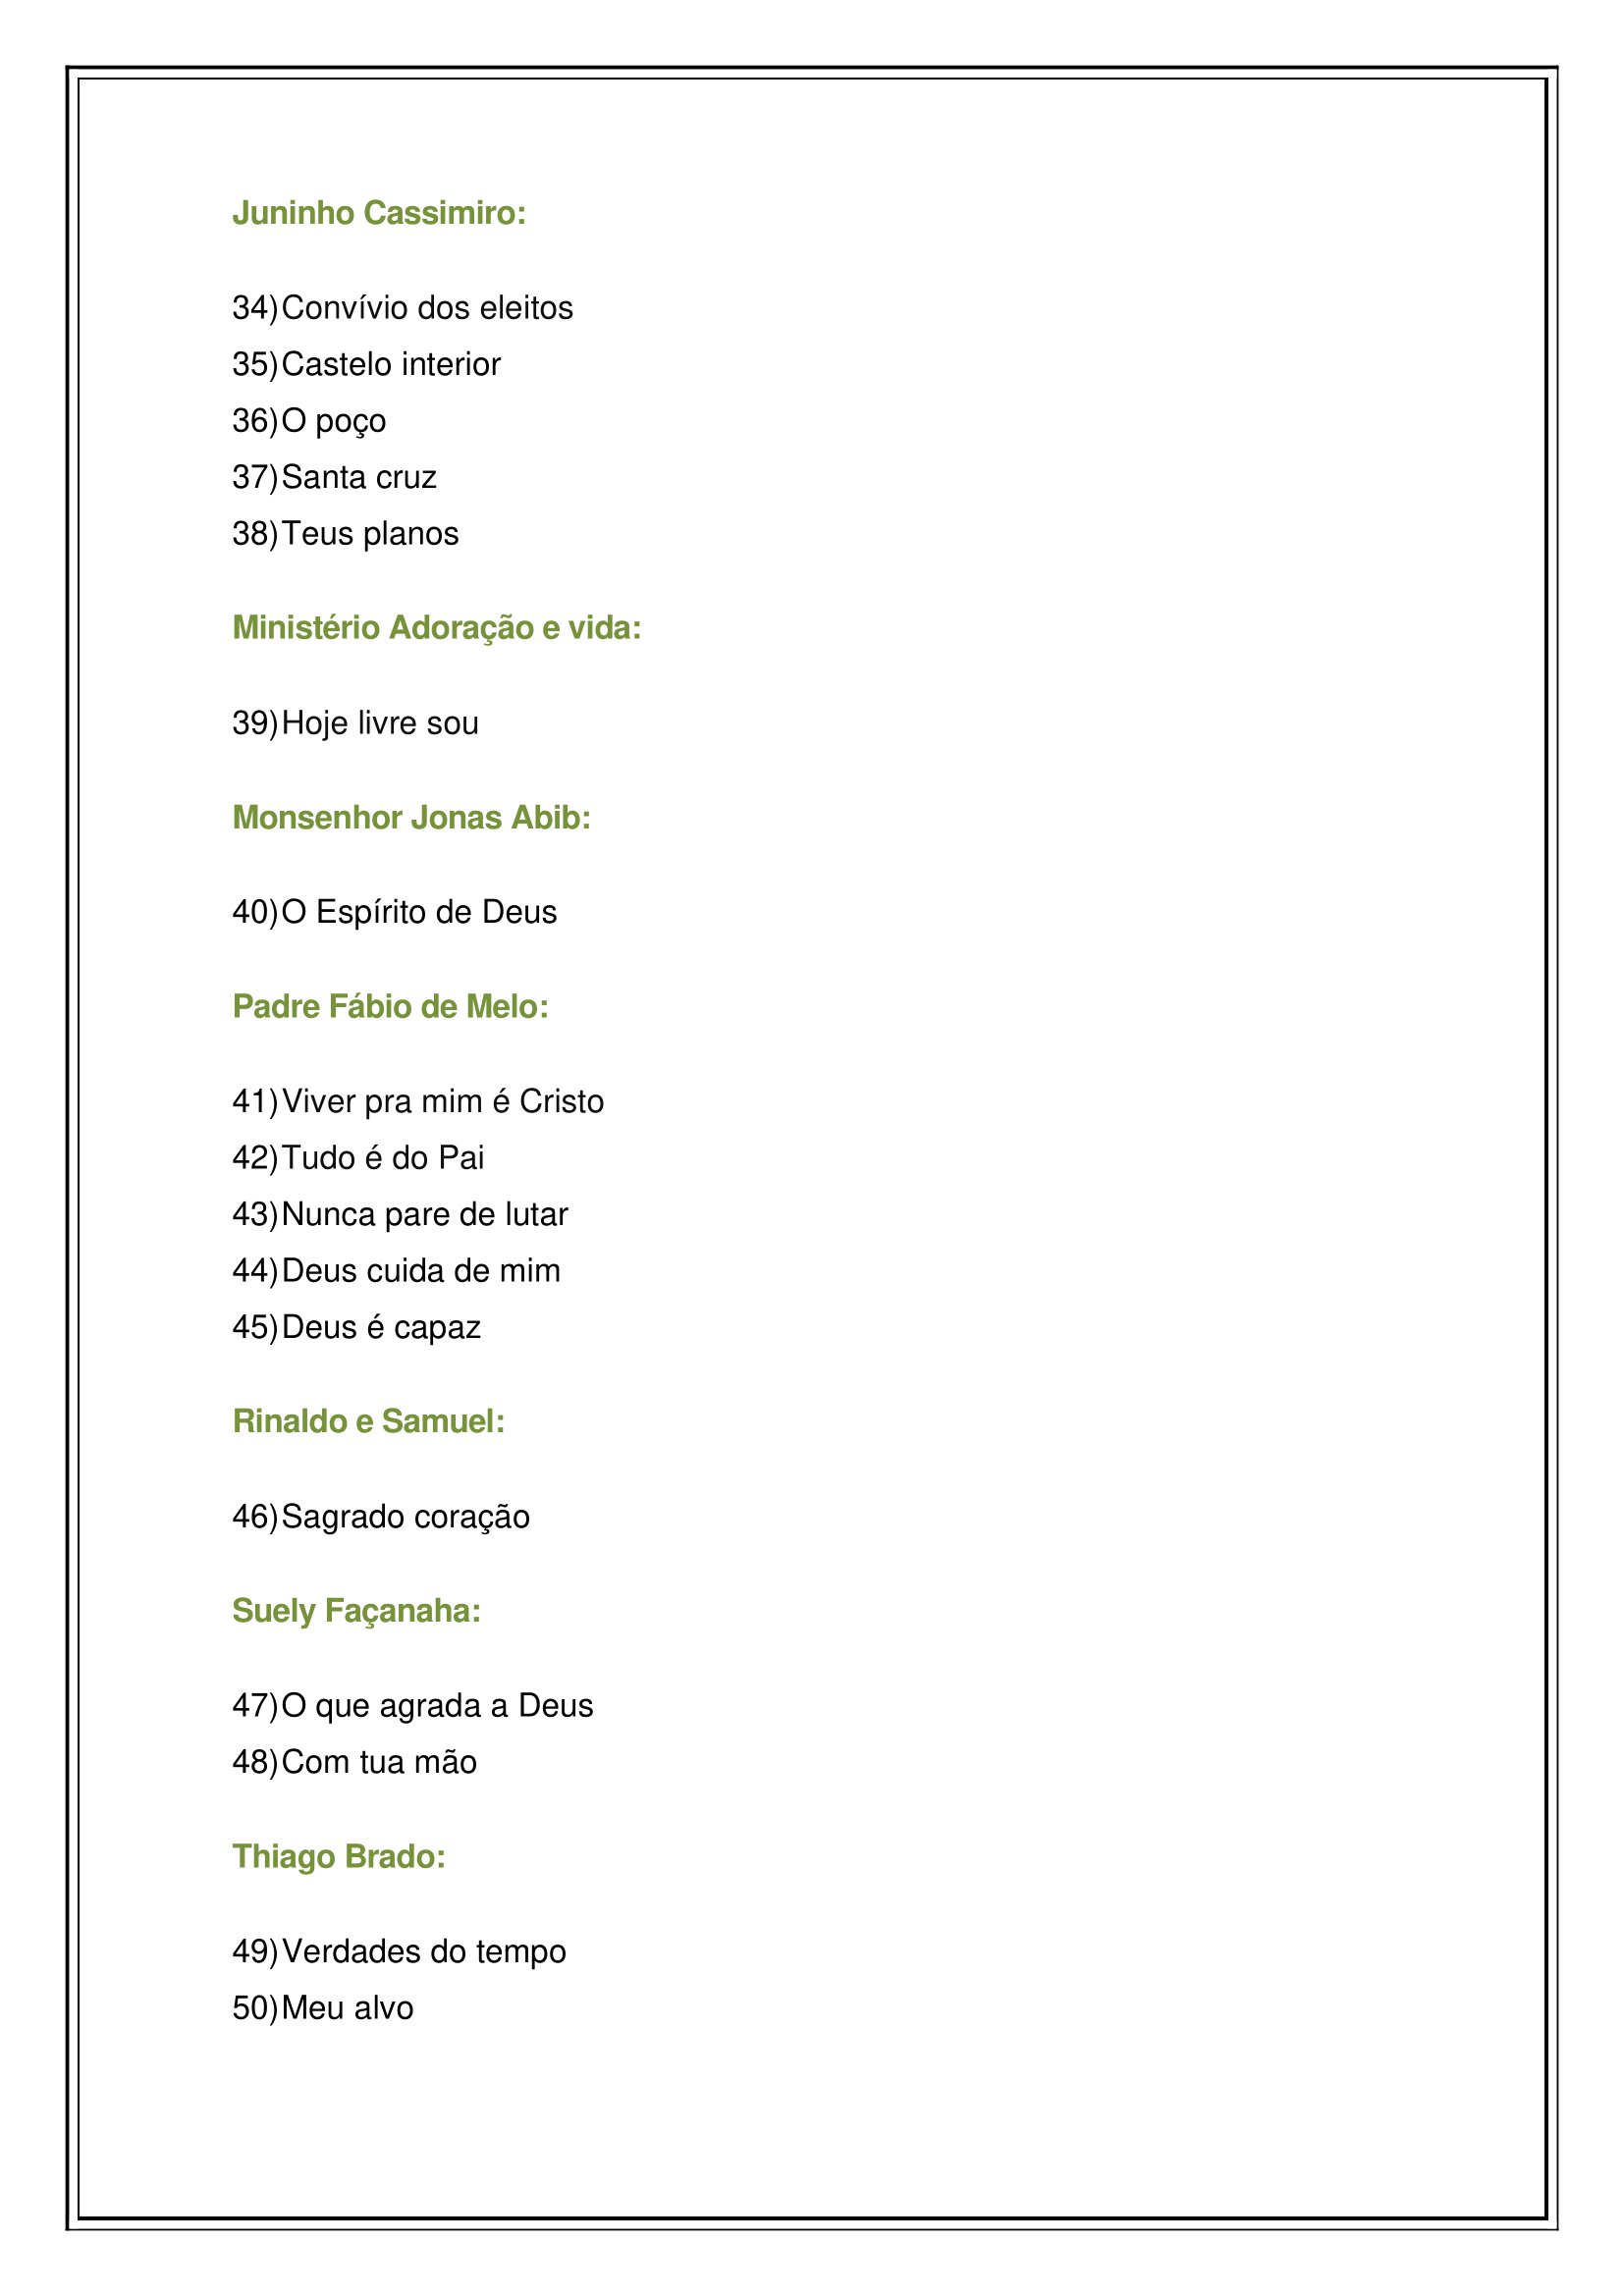 Juninho Cassimiro:
34)Convívio dos eleitos
35)Castelo interior
36)O poço
37)Santa cruz
38)Teus planos
Ministério Adoração e vida:
39)Hoje livre sou
Monsenhor Jonas Abib:
40)O Espírito de Deus
Padre Fábio de Melo:
41)Viver pra mim é Cristo
42)Tudo é do Pai
43)Nunca pare de lutar
44)Deus cuida de mim
45)Deus é capaz
Rinaldo e Samuel:
46)Sagrado coração
Suely Façanaha:
47)O que agrada a Deus
48)Com tua mão
Thiago Brado:
49)Verdades do tempo
50)Meu alvo